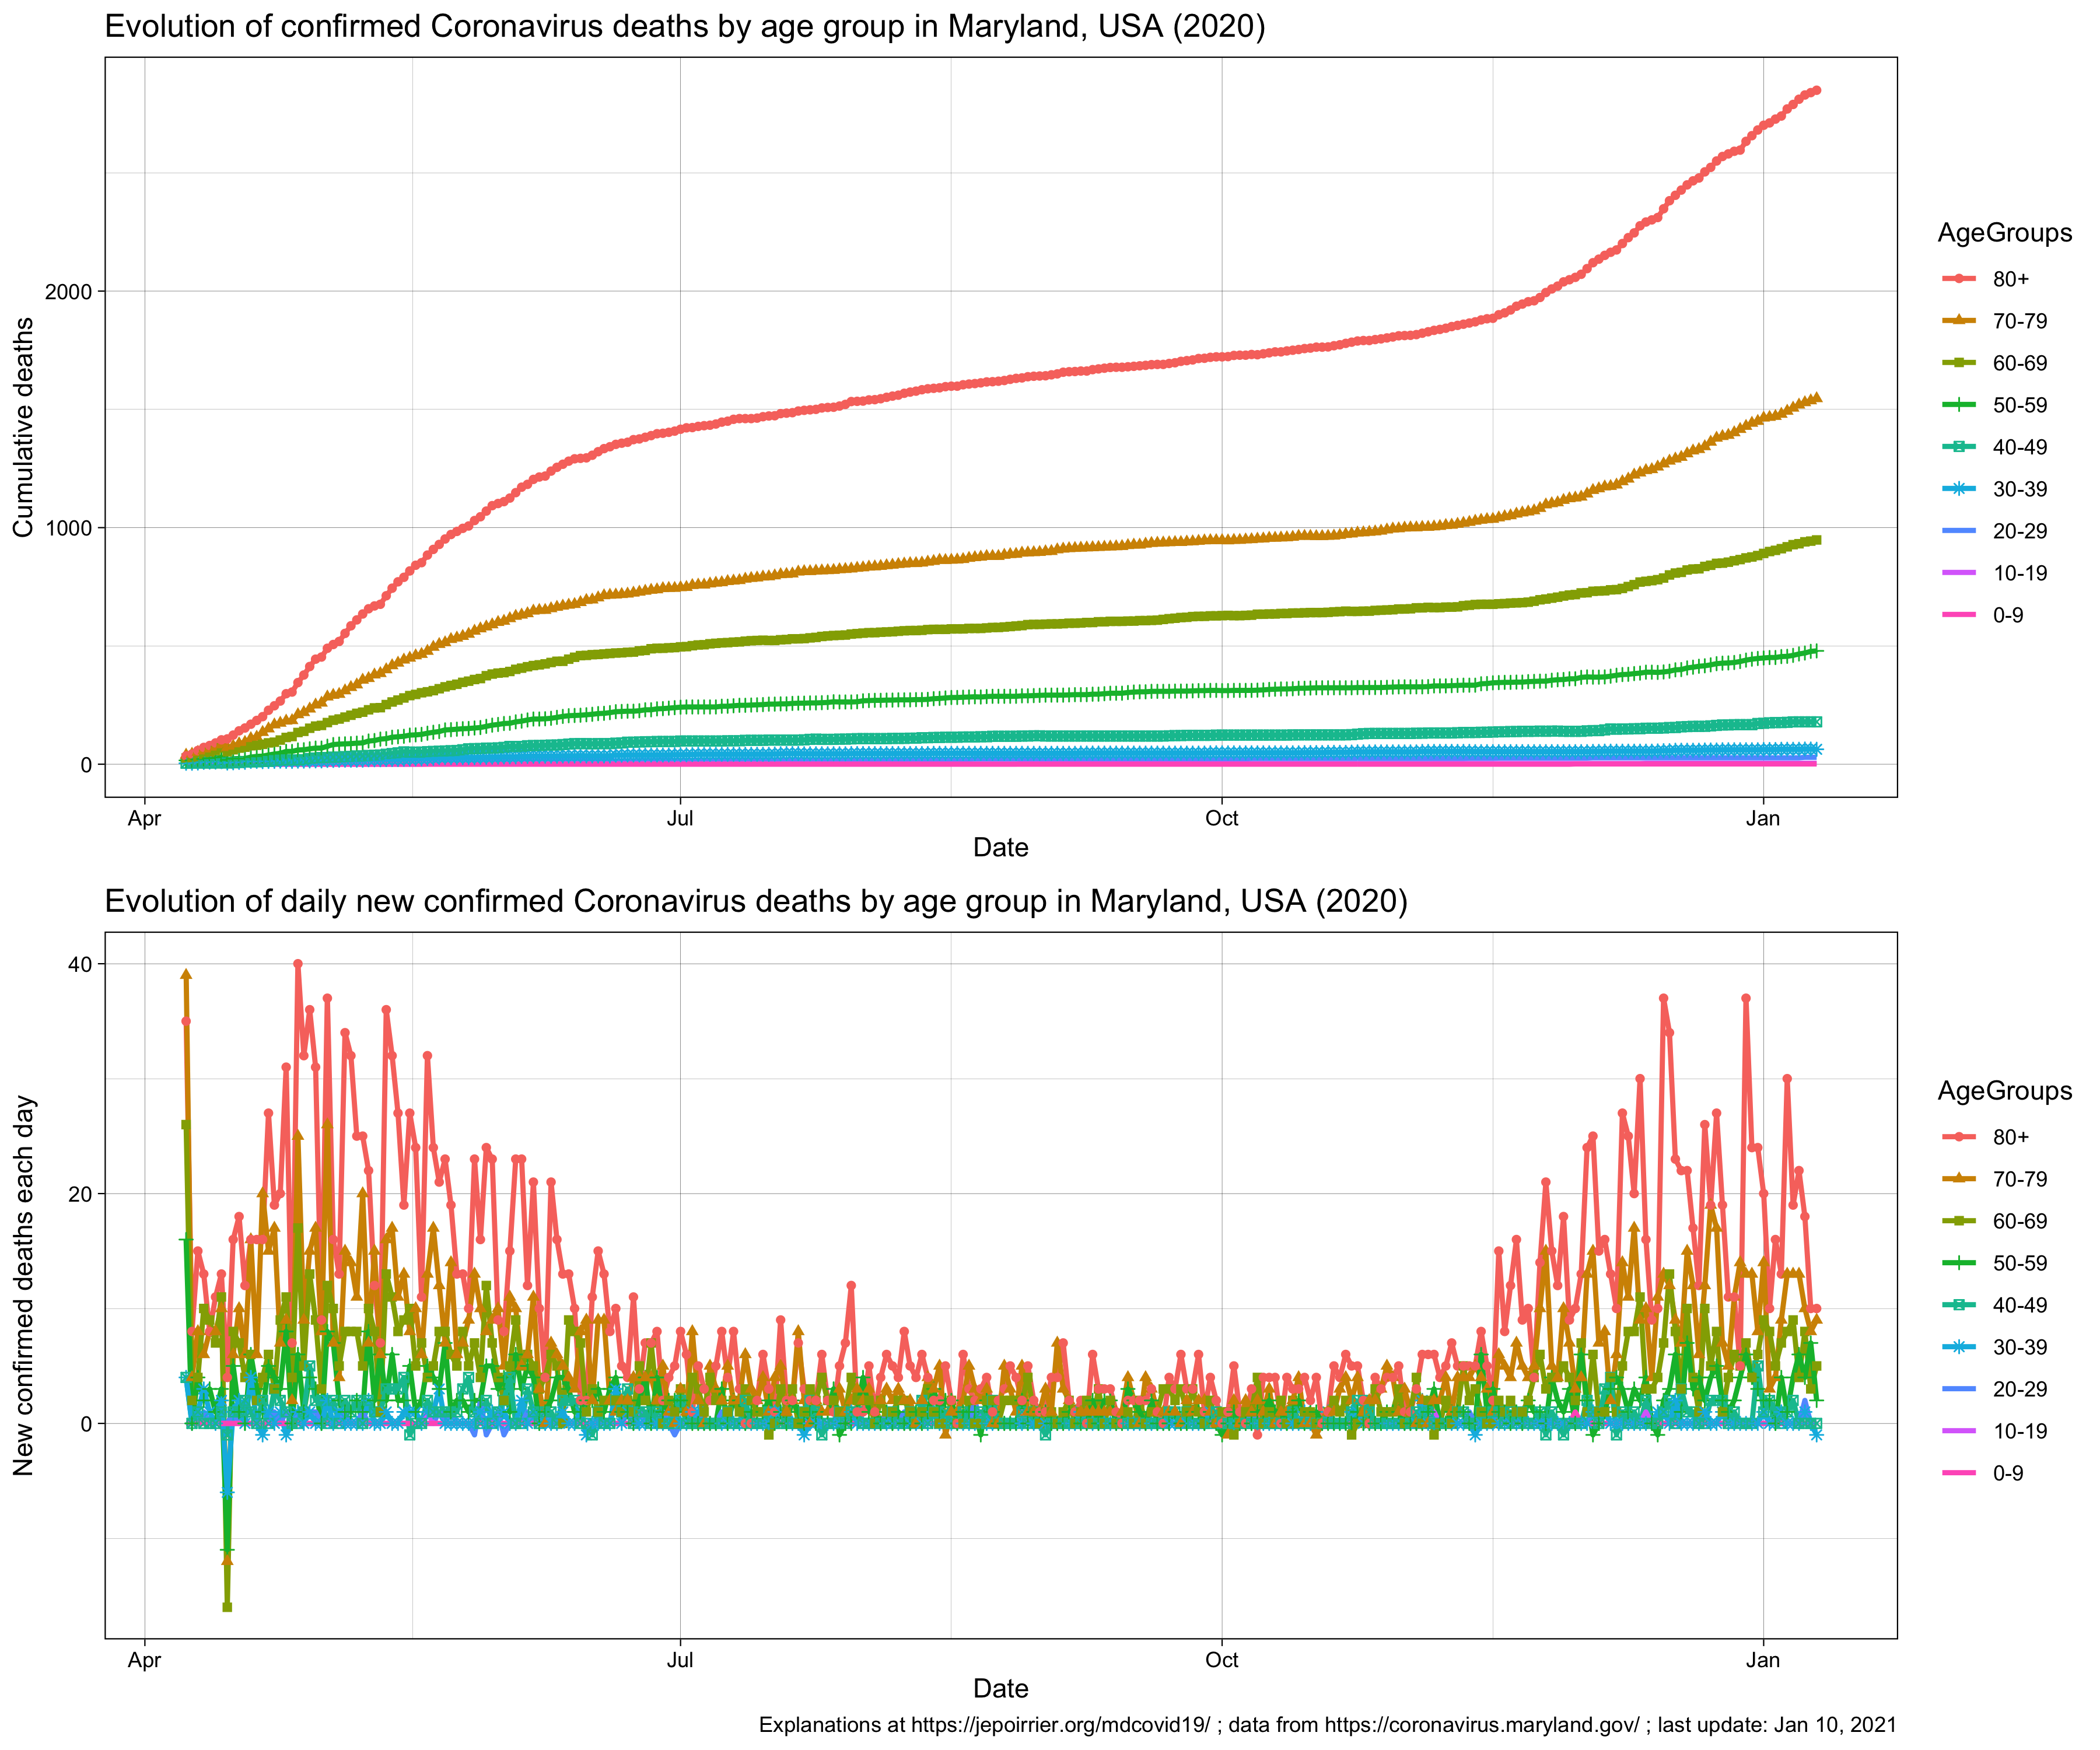 Evolution of confirmed Coronavirus deaths by age group in Maryland, USA (2020)
Cumulative deaths
2000
1000
0
Apr
Jul
Oct
Jan
Date
AgeGroups
80+
70-79
60-69
50-59
40-49
30-39
20-29
10-19
0-9
Evolution of daily new confirmed Coronavirus deaths by age group in Maryland, USA (2020)
New confirmed deaths each day
40
20
0
Apr
Jul
Oct
Jan
Date
AgeGroups
80+
70-79
60-69
50-59
40-49
30-39
20-29
10-19
0-9
Explanations at https://jepoirrier.org/mdcovid19/ ; data from https://coronavirus.maryland.gov/ ; last update: Jan 10, 2021